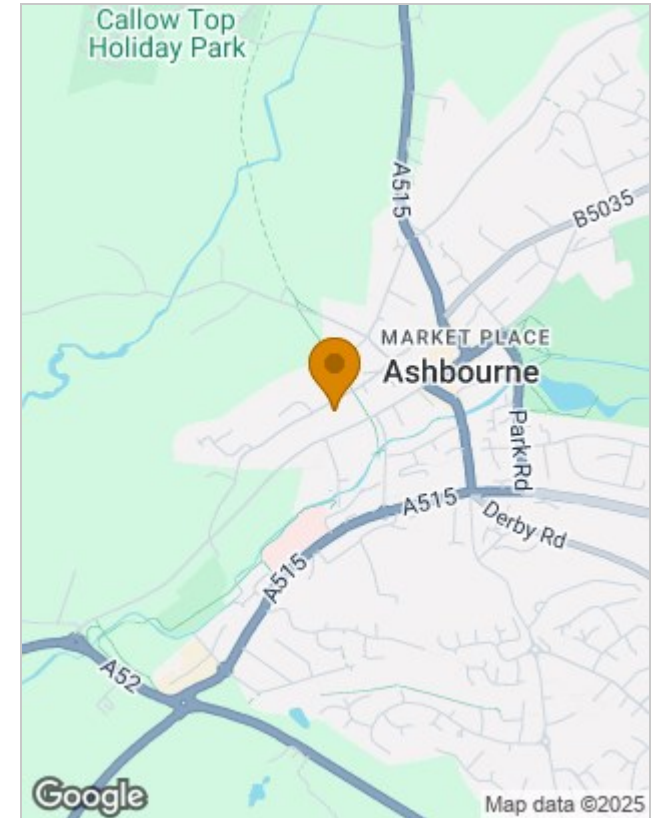 Callow Top
Holiday Park
A515
B5035
MARKET PLACE
Ashbourne
Park Rd
A515
Derby Rd
A515
A52
Google
Map data ©2025